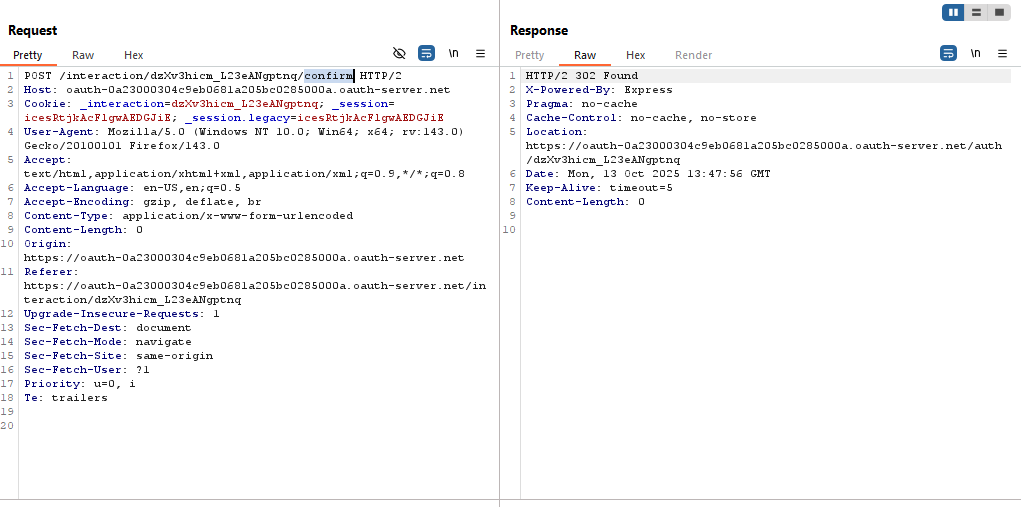 Request
Pretty Raw Hex \n
1 POST /interaction/dzXv3hicm_L23eANgptnq/confirm HTTP/2
2 Host: oauth-0a23000304c9eb0681a205bc0285000a.oauth-server.net
3 Cookie: _interaction=dzXv3hicm_L23eANgptnq; _session=
icesRtjkAcFlgwAEDGJiE; _session.legacy=icesRtjkAcFlgwAEDGJiE
4 User-Agent: Mozilla/5.0 (Windows NT 10.0; Win64; x64; rv:143.0)
Gecko/20100101 Firefox/143.0
5 Accept:
text/html,application/xhtml+xml,application/xml;q=0.9,*/*;q=0.8
6 Accept-Language: en-US,en;q=0.5
7 Accept-Encoding: gzip, deflate, br
8 Content-Type: application/x-www-form-urlencoded
9 Content-Length: 0
10 Origin:
https://oauth-0a23000304c9eb0681a205bc0285000a.oauth-server.net
11 Referer:
https://oauth-0a23000304c9eb0681a205bc0285000a.oauth-server.net/in
teraction/dzXv3hicm_L23eANgptnq
12 Upgrade-Insecure-Requests: 1
13 Sec-Fetch-Dest: document
14 Sec-Fetch-Mode: navigate
15 Sec-Fetch-Site: same-origin
16 Sec-Fetch-User: ?1
17 Priority: u=0, i
18 Te: trailers
19
20
Response
Pretty Raw Hex Render \n
1 HTTP/2 302 Found
2 X-Powered-By: Express
3 Pragma: no-cache
4 Cache-Control: no-cache, no-store
5 Location:
https://oauth-0a23000304c9eb0681a205bc0285000a.oauth-server.net/auth
/dzXv3hicm_L23eANgptnq
6 Date: Mon, 13 Oct 2025 13:47:56 GMT
7 Keep-Alive: timeout=5
8 Content-Length: 0
9
10